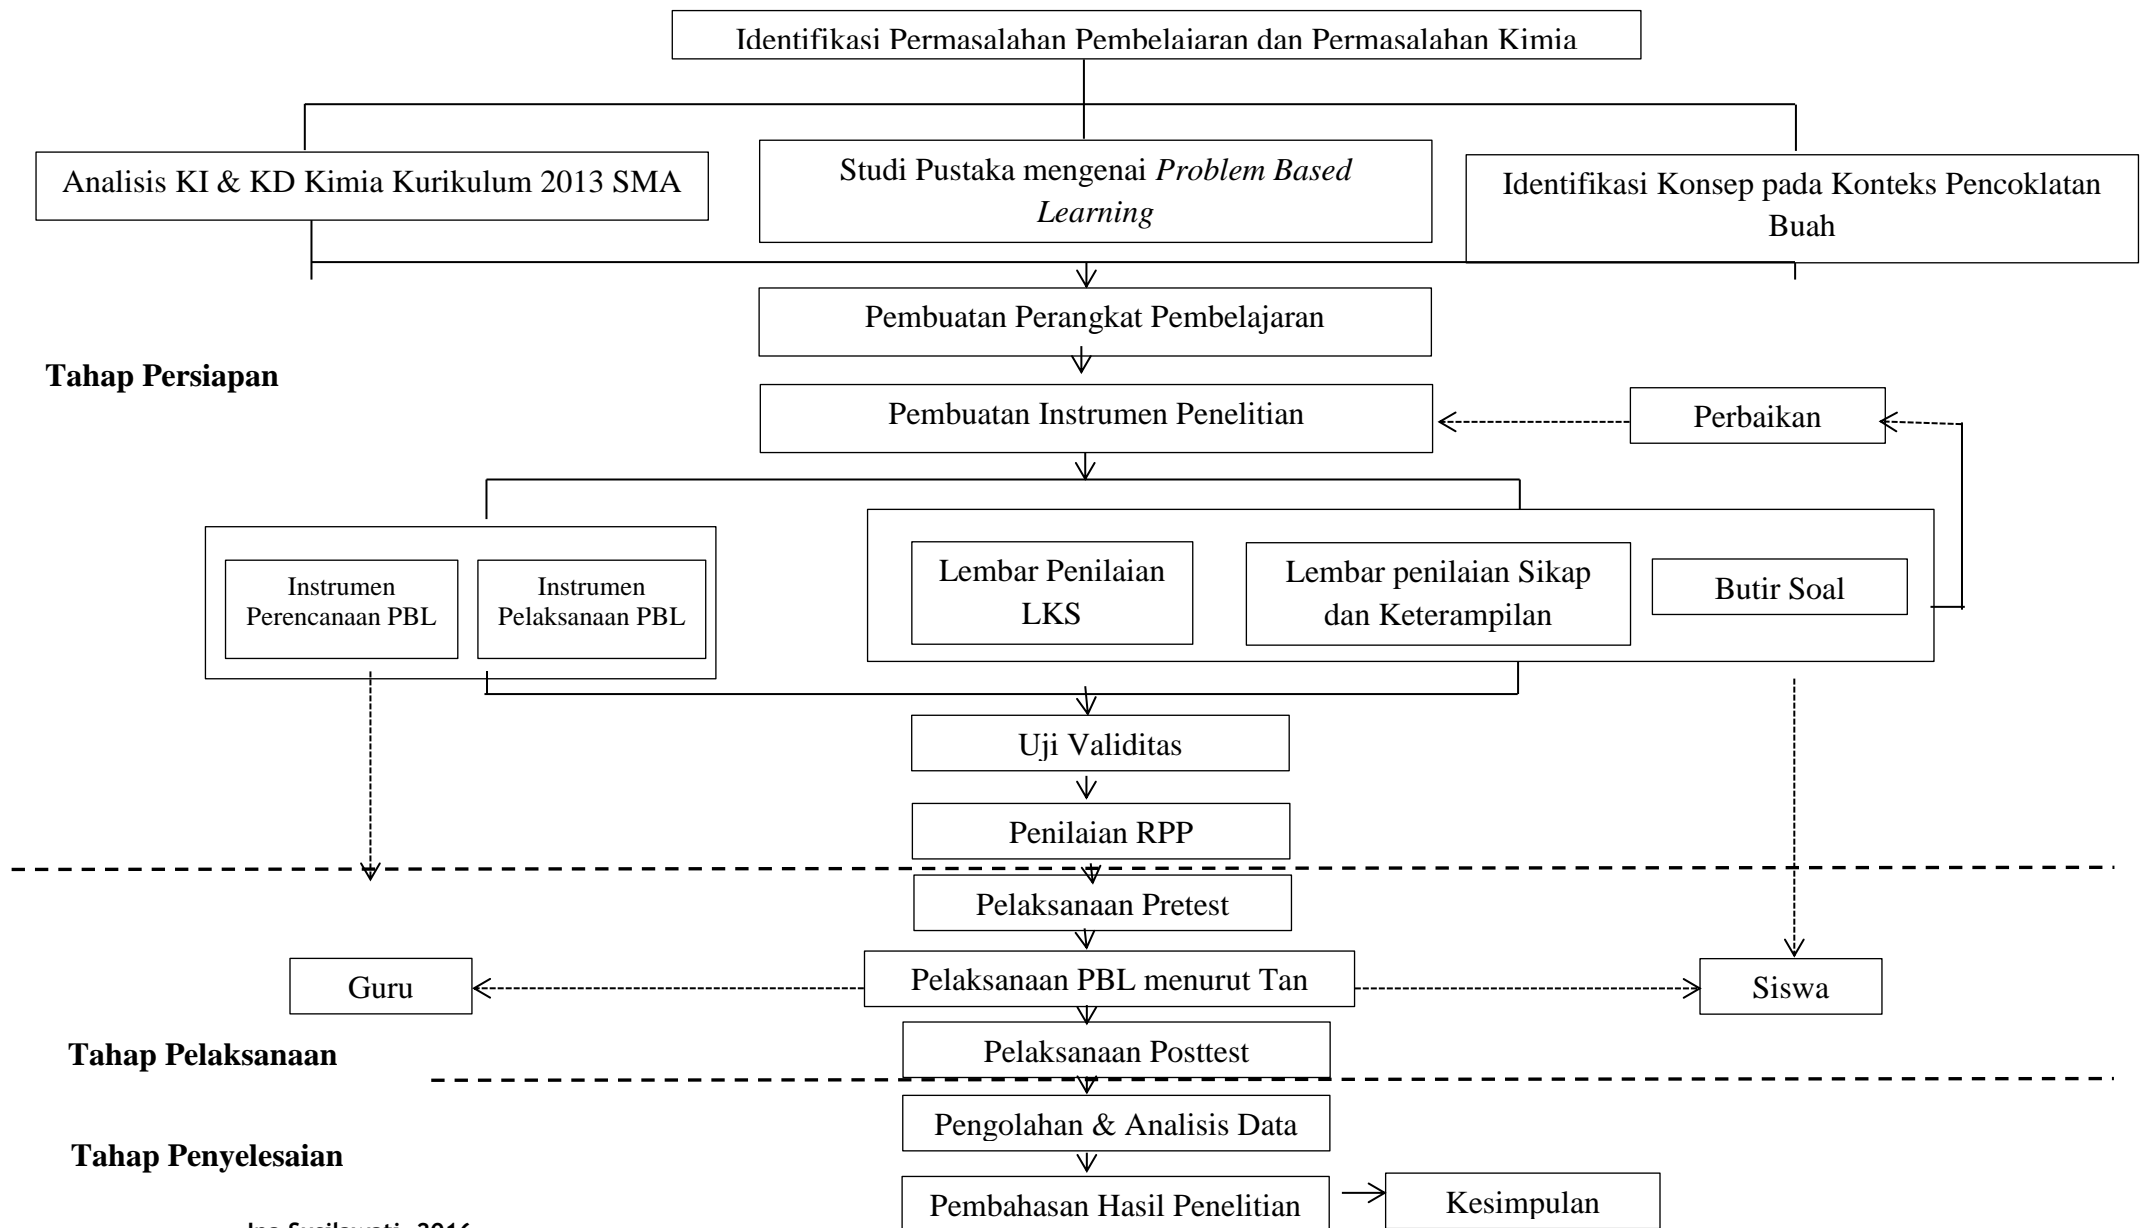 Identifikasi Permasalahan Pembelajaran dan Permasalahan Kimia
Analisis KI & KD Kimia Kurikulum 2013 SMA
Studi Pustaka mengenai Problem Based
Learning
Identifikasi Konsep pada Konteks Pencoklatan
Buah
Pembuatan Perangkat Pembelajaran
Tahap Persiapan
Pembuatan Instrumen Penelitian
Perbaikan
Instrumen
Perencanaan PBL
Instrumen
Pelaksanaan PBL
Lembar Penilaian
LKS
Lembar penilaian Sikap
dan Keterampilan
Butir Soal
Uji Validitas
Penilaian RPP
Pelaksanaan Pretest
Guru
Pelaksanaan PBL menurut Tan
Siswa
Tahap Pelaksanaan
Pelaksanaan Posttest
Pengolahan & Analisis Data
Tahap Penyelesaian
Pembahasan Hasil Penelitian
Kesimpulan